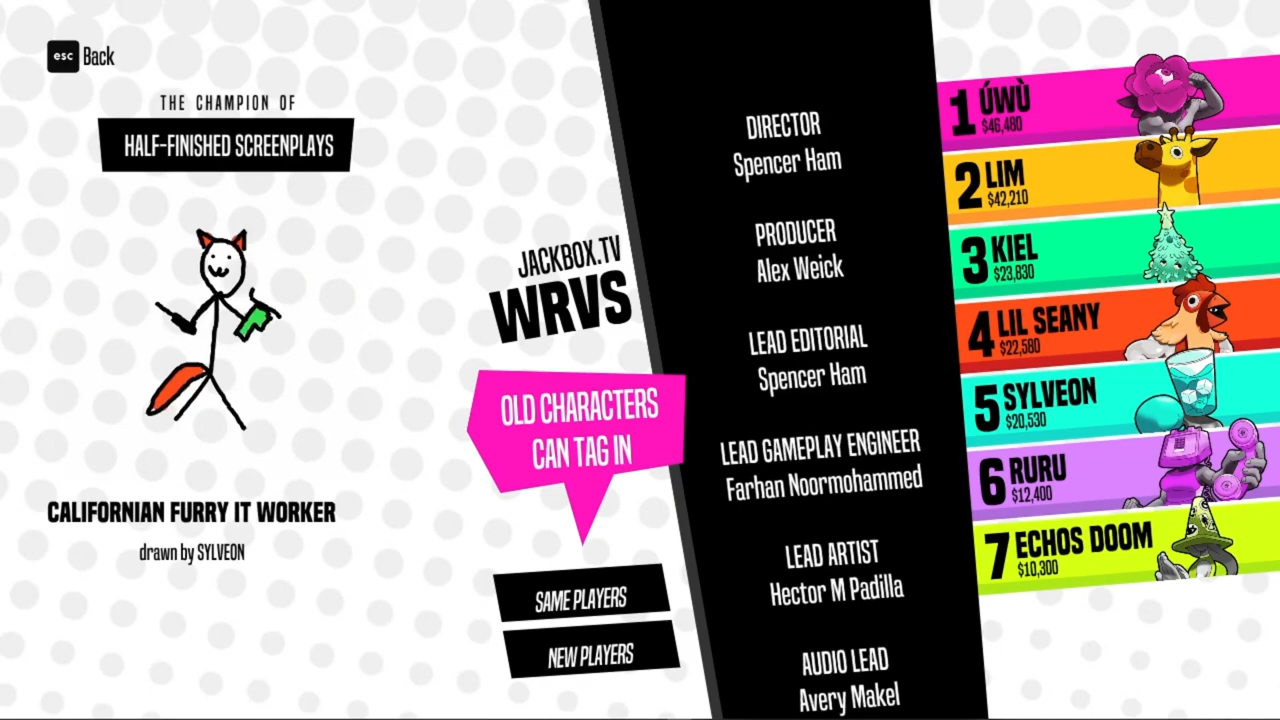 esc Back
THE CHAMPION OF
HALF-FINISHED SCREENPLAYS
CALIFORNIAN FURRY IT WORKER
drawn by SYLVEON
JACKBOX.TV
WRVS
OLD CHARACTERS
CAN TAG IN
SAME PLAYERS
NEW PLAYERS
DIRECTOR
Spencer Ham
PRODUCER
Alex Weick
LEAD EDITORIAL
Spencer Ham
LEAD GAMEPLAY ENGINEER
Farhan Noormohammed
LEAD ARTIST
Hector M Padilla
AUDIO LEAD
Avery Makel
1 ÚWÙ
$46,480
2 LIM
$42,210
3 KIEL
$23,830
4 LIL SEANY
$22,580
5 SYLVEON
$20,530
6 RURU
$12,400
7 ECHOS DOOM
$10,300